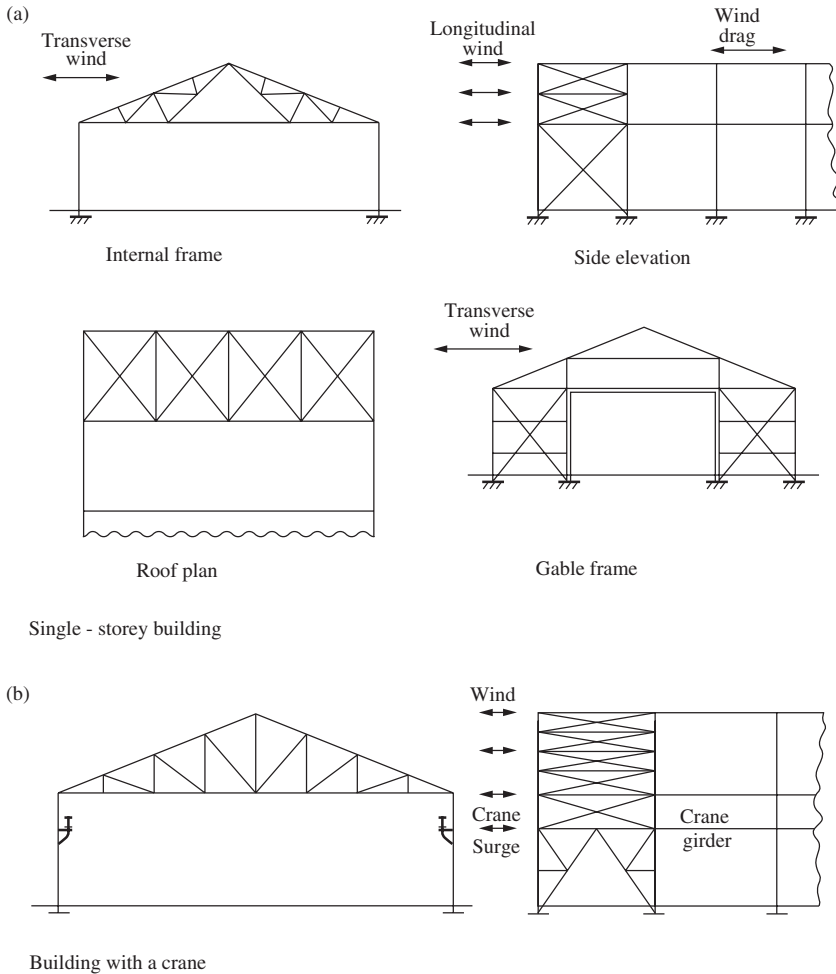 (a)
Transverse
wind
Longitudinal
wind
Wind
drag
Internal frame
Side elevation
Transverse
wind
Roof plan
Gable frame
Single - storey building
(b)
Wind
Crane
Surge
Crane
girder
Building with a crane